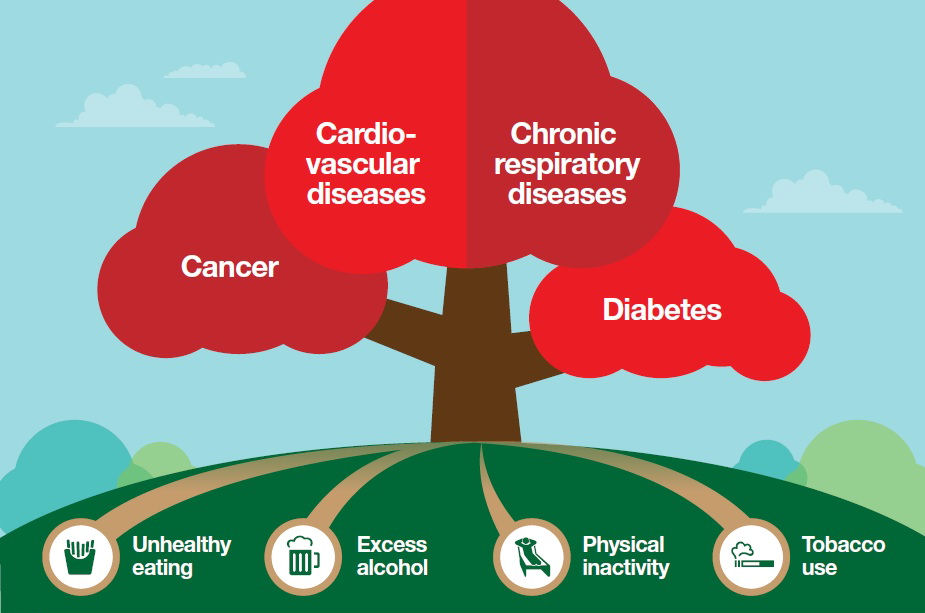 Cardio-
vascular
diseases
Chronic
respiratory
diseases
Cancer
Diabetes
Unhealthy
eating
Excess
alcohol
Physical
inactivity
Tobacco
use